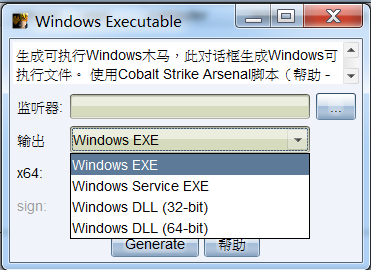 Windows Executable
生成可执行Windows木马，此对话框生成Windows可
执行文件。 使用Cobalt Strike Arsenal脚本（帮助 -
监听器:
...
输出
Windows EXE
Windows EXE
x64:
Windows Service EXE
sign:
Windows DLL (32-bit)
Windows DLL (64-bit)
Generate
帮助